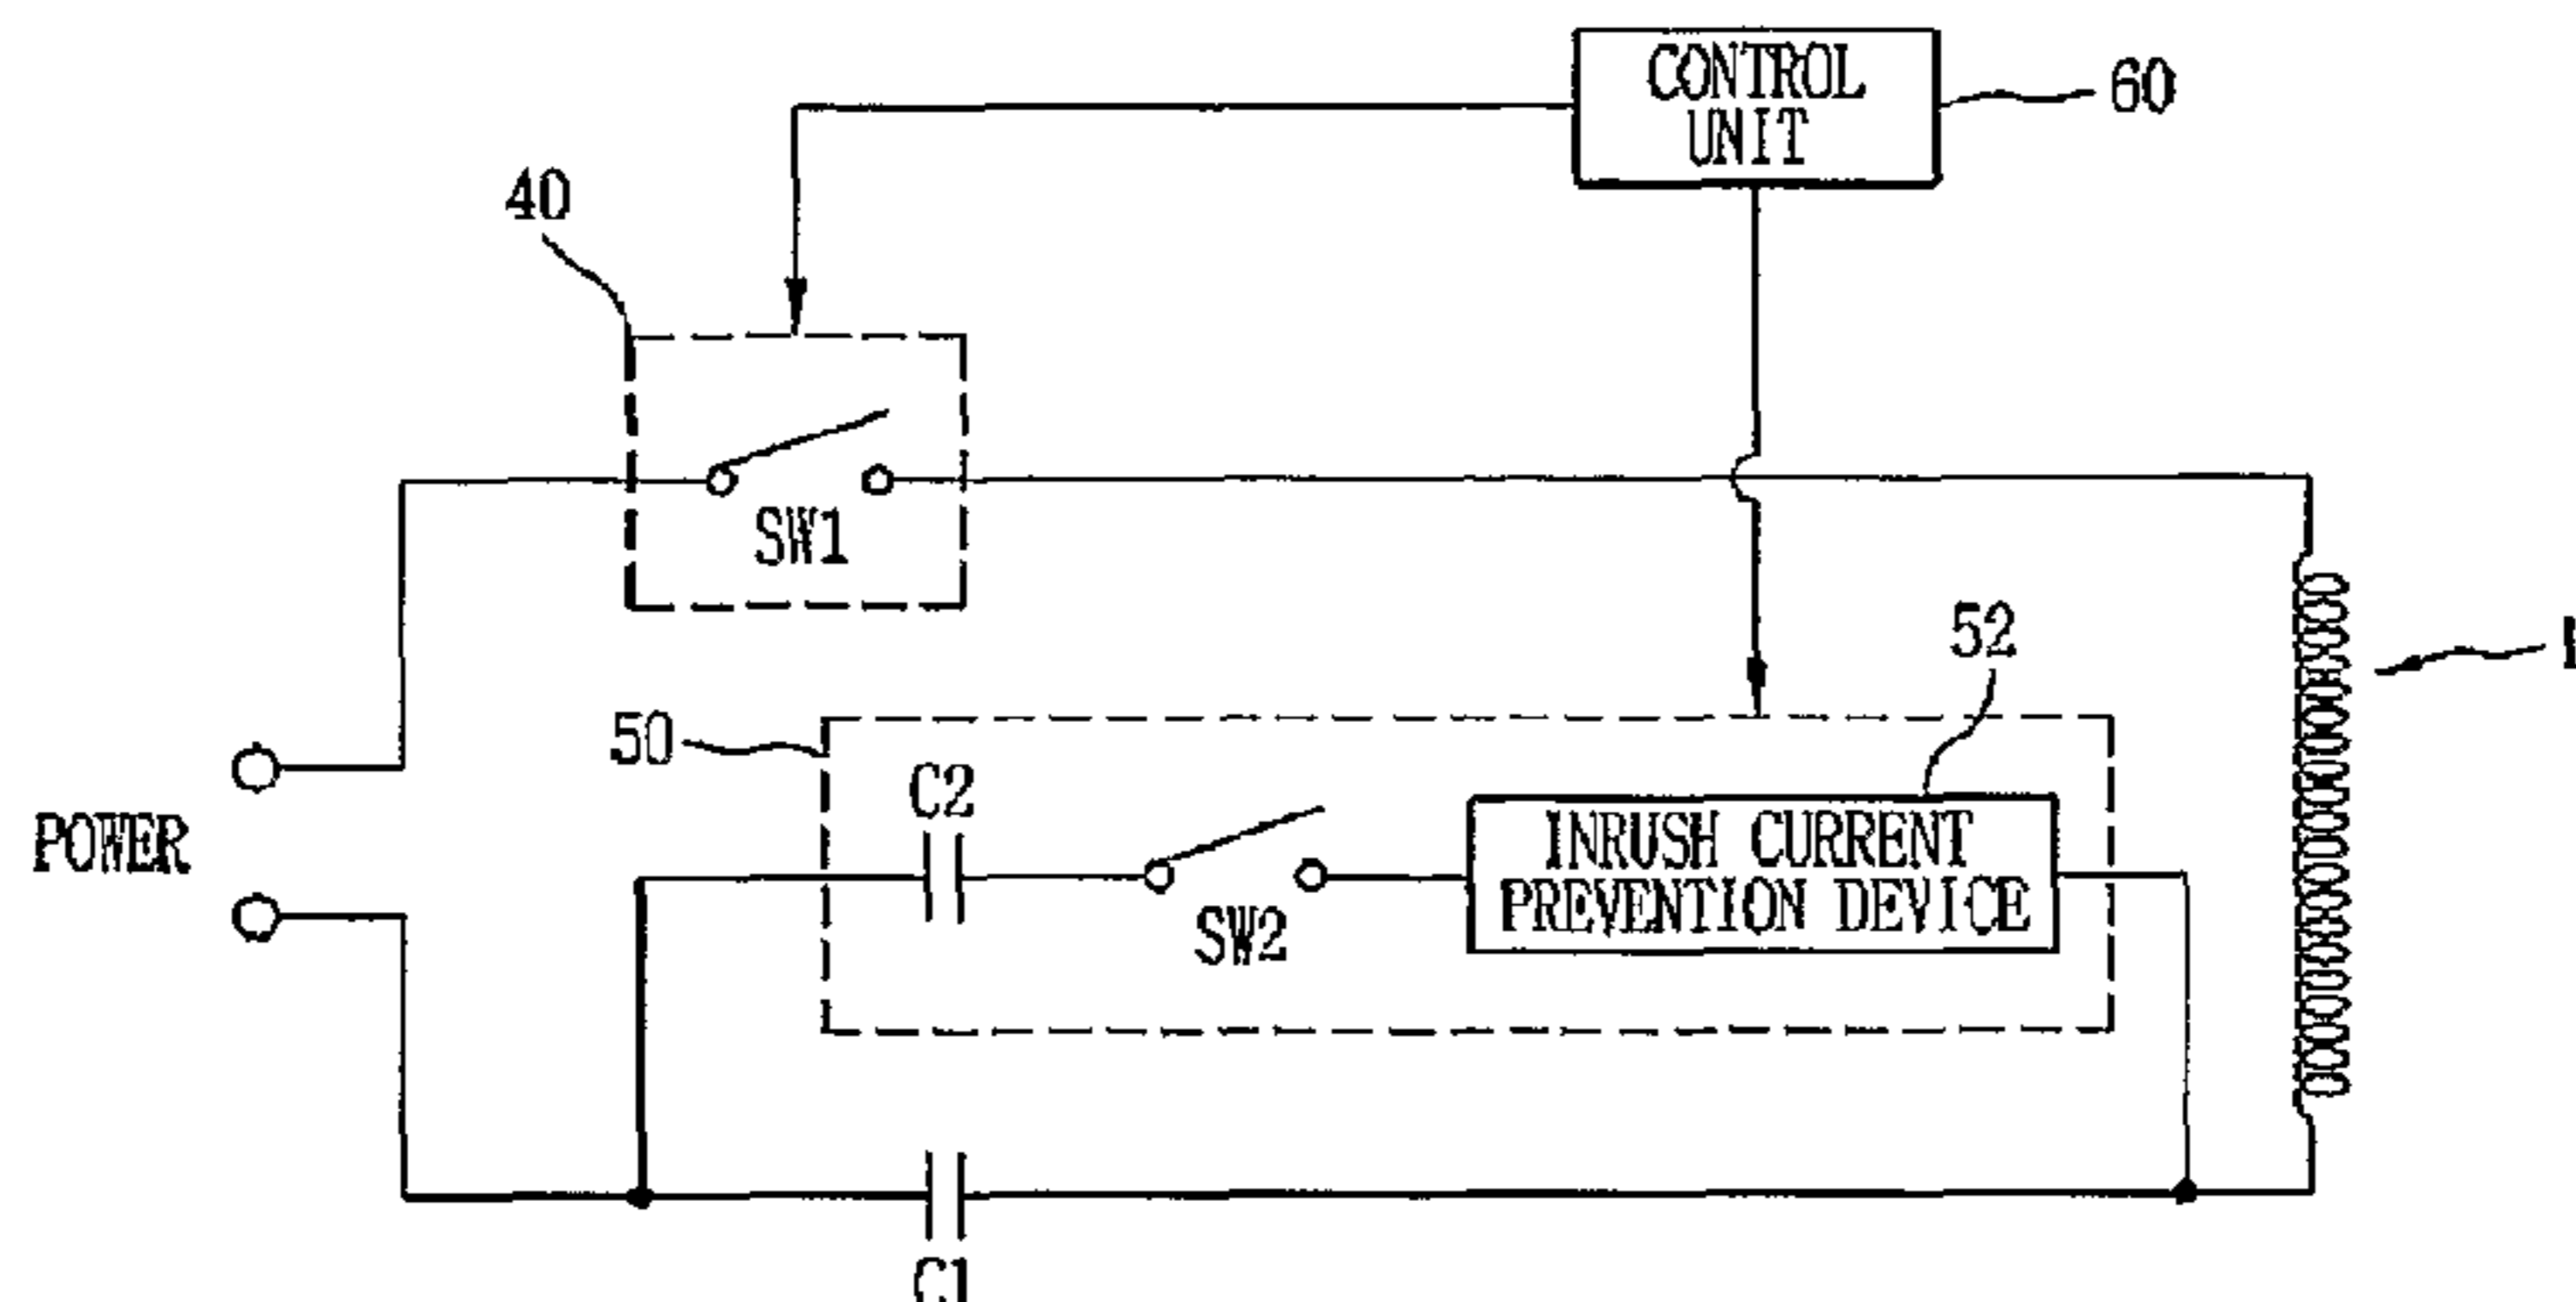 CONTROL
UNIT
60
40
SW1
52
50
C2
INRUSH CURRENT
PREVENTION DEVICE
SW2
POWER
C1